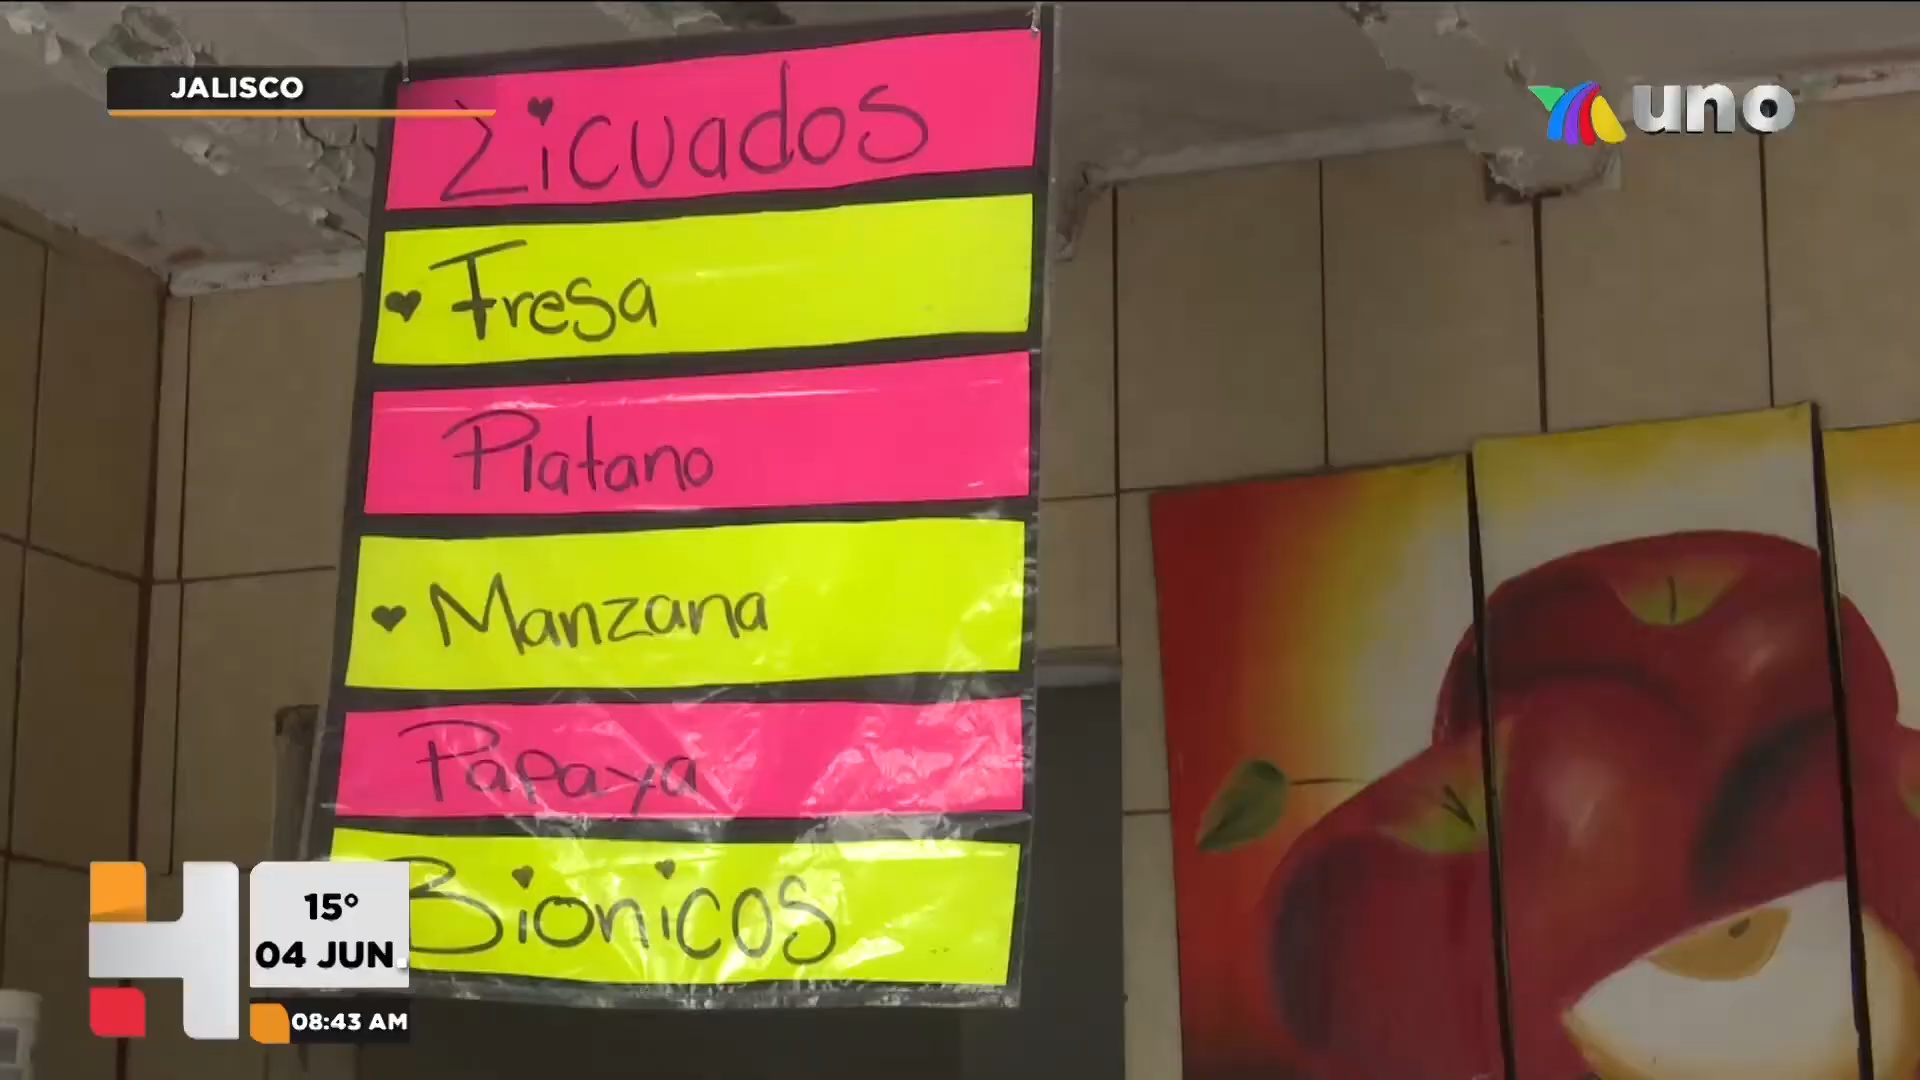 JALISCO
uno
Licuados
Fresa
Platano
Manzana
Papaya
Bionicos
15°
04 JUN.
08:43 AM